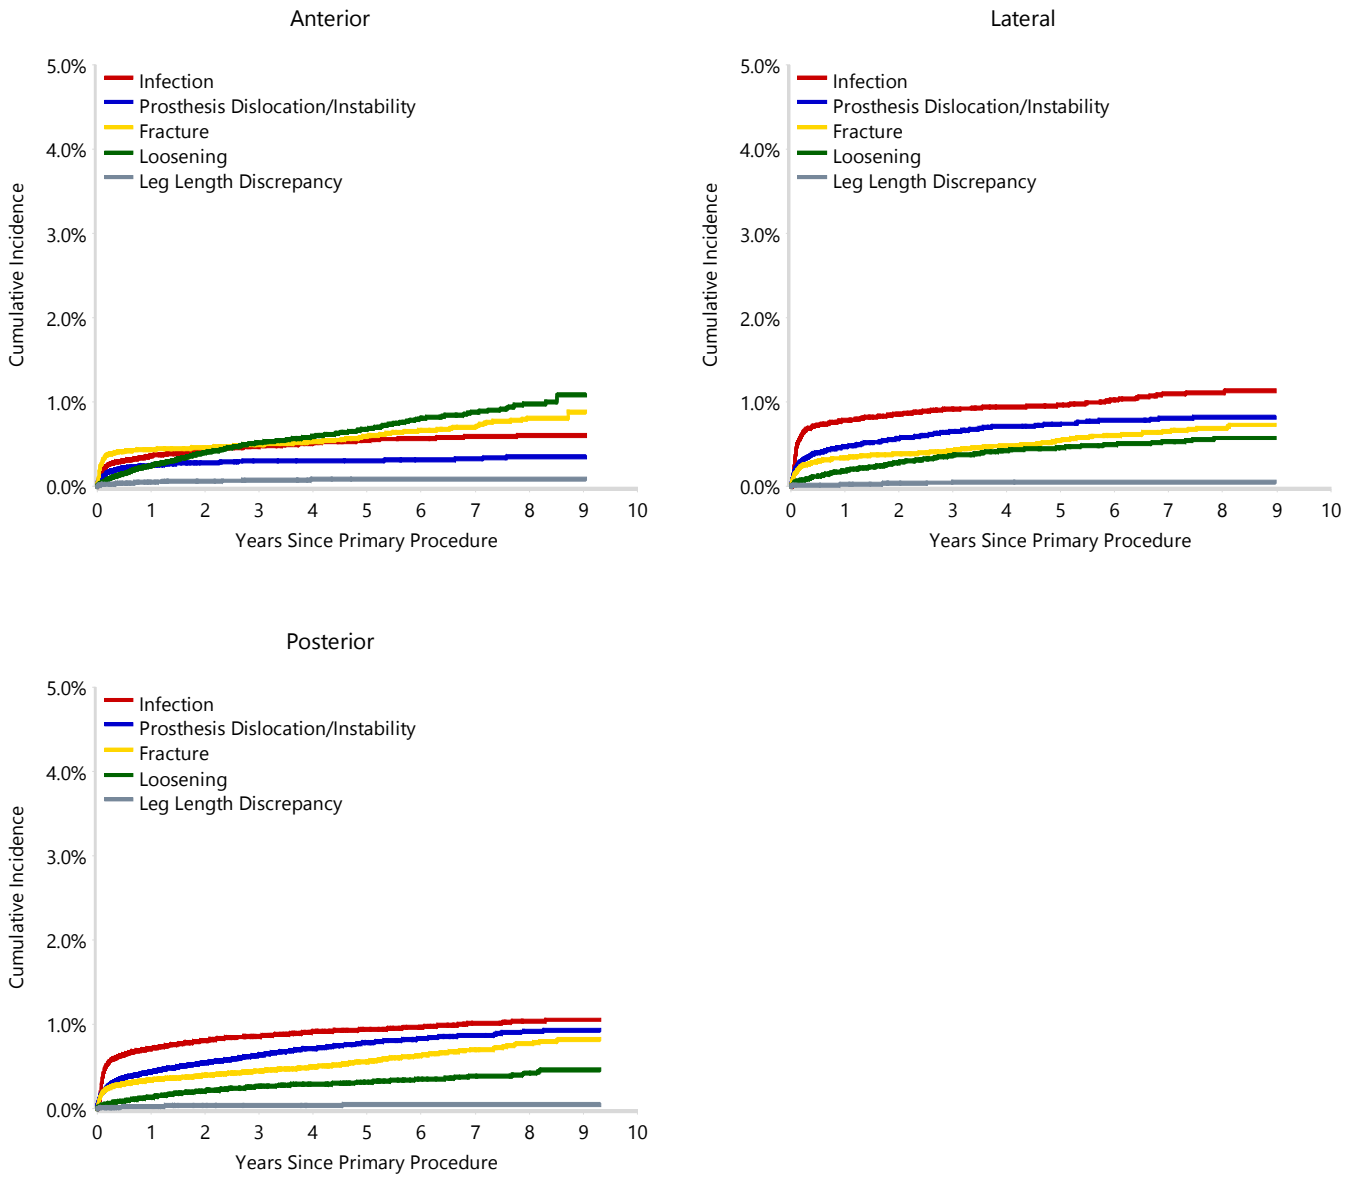 Anterior
5.0%
4.0%
3.0%
2.0%
1.0%
0.0%
Cumulative Incidence
Infection
Prosthesis Dislocation/Instability
Fracture
Loosening
Leg Length Discrepancy
0 1 2 3 4 5 6 7 8 9 10
Years Since Primary Procedure
Lateral
5.0%
4.0%
3.0%
2.0%
1.0%
0.0%
Cumulative Incidence
Infection
Prosthesis Dislocation/Instability
Fracture
Loosening
Leg Length Discrepancy
0 1 2 3 4 5 6 7 8 9 10
Years Since Primary Procedure
Posterior
5.0%
4.0%
3.0%
2.0%
1.0%
0.0%
Cumulative Incidence
Infection
Prosthesis Dislocation/Instability
Fracture
Loosening
Leg Length Discrepancy
0 1 2 3 4 5 6 7 8 9 10
Years Since Primary Procedure